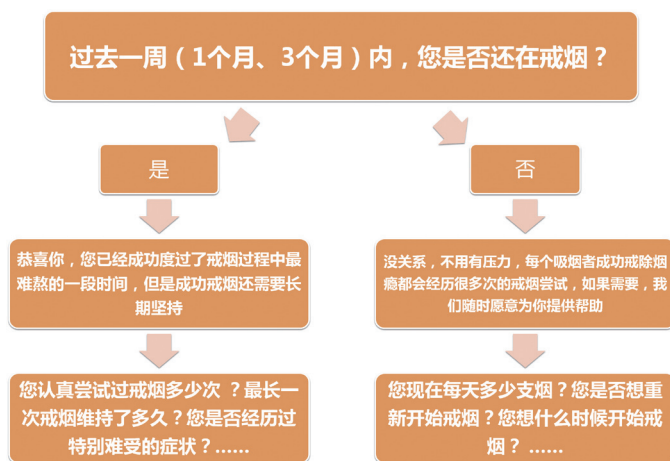 过去一周（1个月、3个月）内，您是否还在戒烟？
是
否
恭喜你，您已经成功度过了戒烟过程中最
难熬的一段时间，但是成功戒烟还需要长
期坚持
没关系，不用有压力，每个吸烟者成功戒除烟
瘾都会经历很多次的戒烟尝试，如果需要，我
们随时愿意为你提供帮助
您认真尝试过戒烟多少次 ？最长一
次戒烟维持了多久？您是否经历过
特别难受的症状？......
您现在每天多少支烟？您是否想重
新开始戒烟？您想什么时候开始戒
烟？ ......